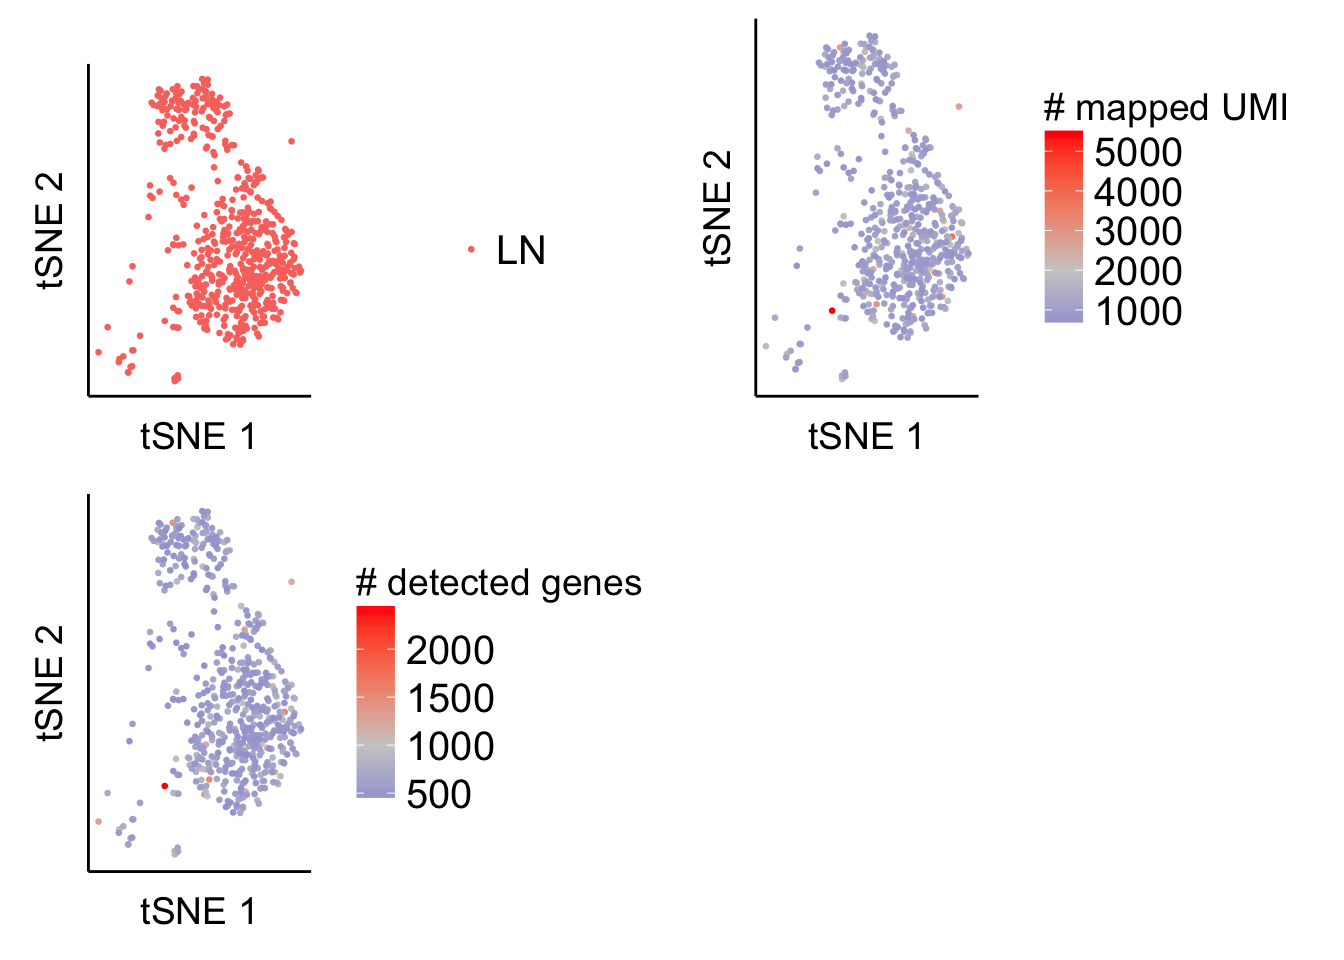 tSNE 2
tSNE 1
LN
tSNE 2
tSNE 1
# mapped UMI
5000
4000
3000
2000
1000
tSNE 2
tSNE 1
# detected genes
2000
1500
1000
500